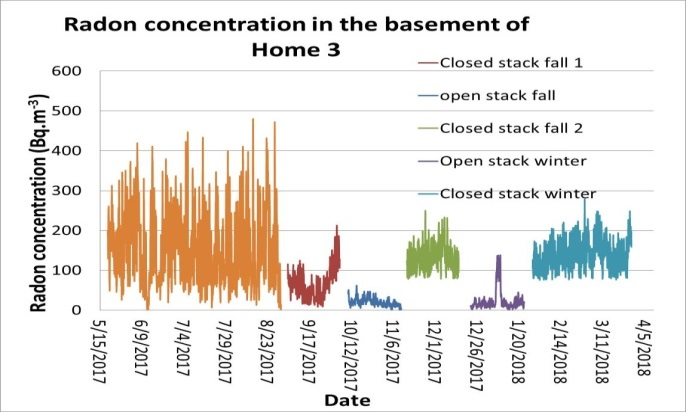 Radon concentration in the basement of
Home 3
Closed stack fall 1
open stack fall
Closed stack fall 2
Open stack winter
Closed stack winter
Radon concentration (Bq.m-³)
600
500
400
300
200
100
0
5/15/2017
6/9/2017
7/4/2017
7/29/2017
8/23/2017
9/17/2017
10/12/2017
11/6/2017
12/1/2017
12/26/2017
1/20/2018
2/14/2018
3/11/2018
4/5/2018
Date